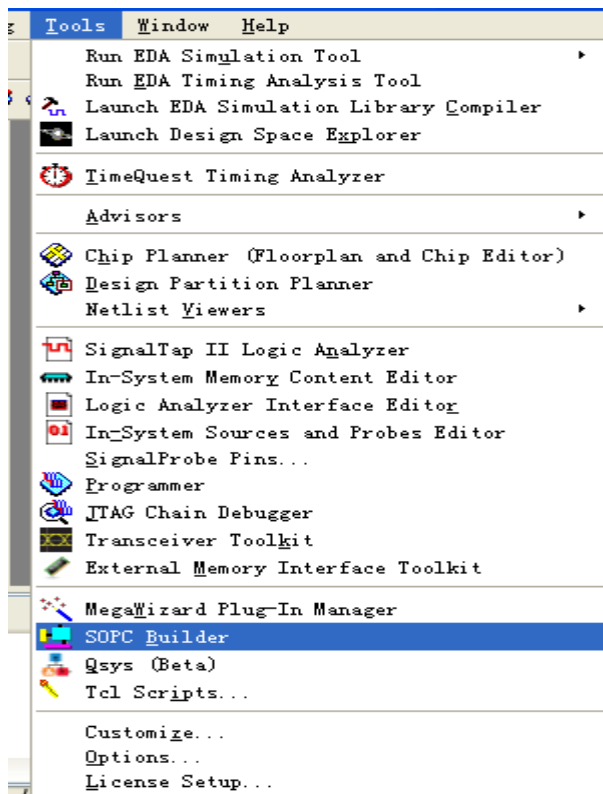 Tools Window Help
Run EDA Simulation Tool
Run EDA Timing Analysis Tool
Launch EDA Simulation Library Compiler
Launch Design Space Explorer
TimeQuest Timing Analyzer
Advisors
Chip Planner (Floorplan and Chip Editor)
Design Partition Planner
Netlist Viewers
SignalTap II Logic Analyzer
In-System Memory Content Editor
Logic Analyzer Interface Editor
In-System Sources and Probes Editor
SignalProbe Pins...
Programmer
JTAG Chain Debugger
Transceiver Toolkit
External Memory Interface Toolkit
MegaWizard Plug-In Manager
SOPC Builder
Qsys (Beta)
Tcl Scripts...
Customize...
Options...
License Setup...